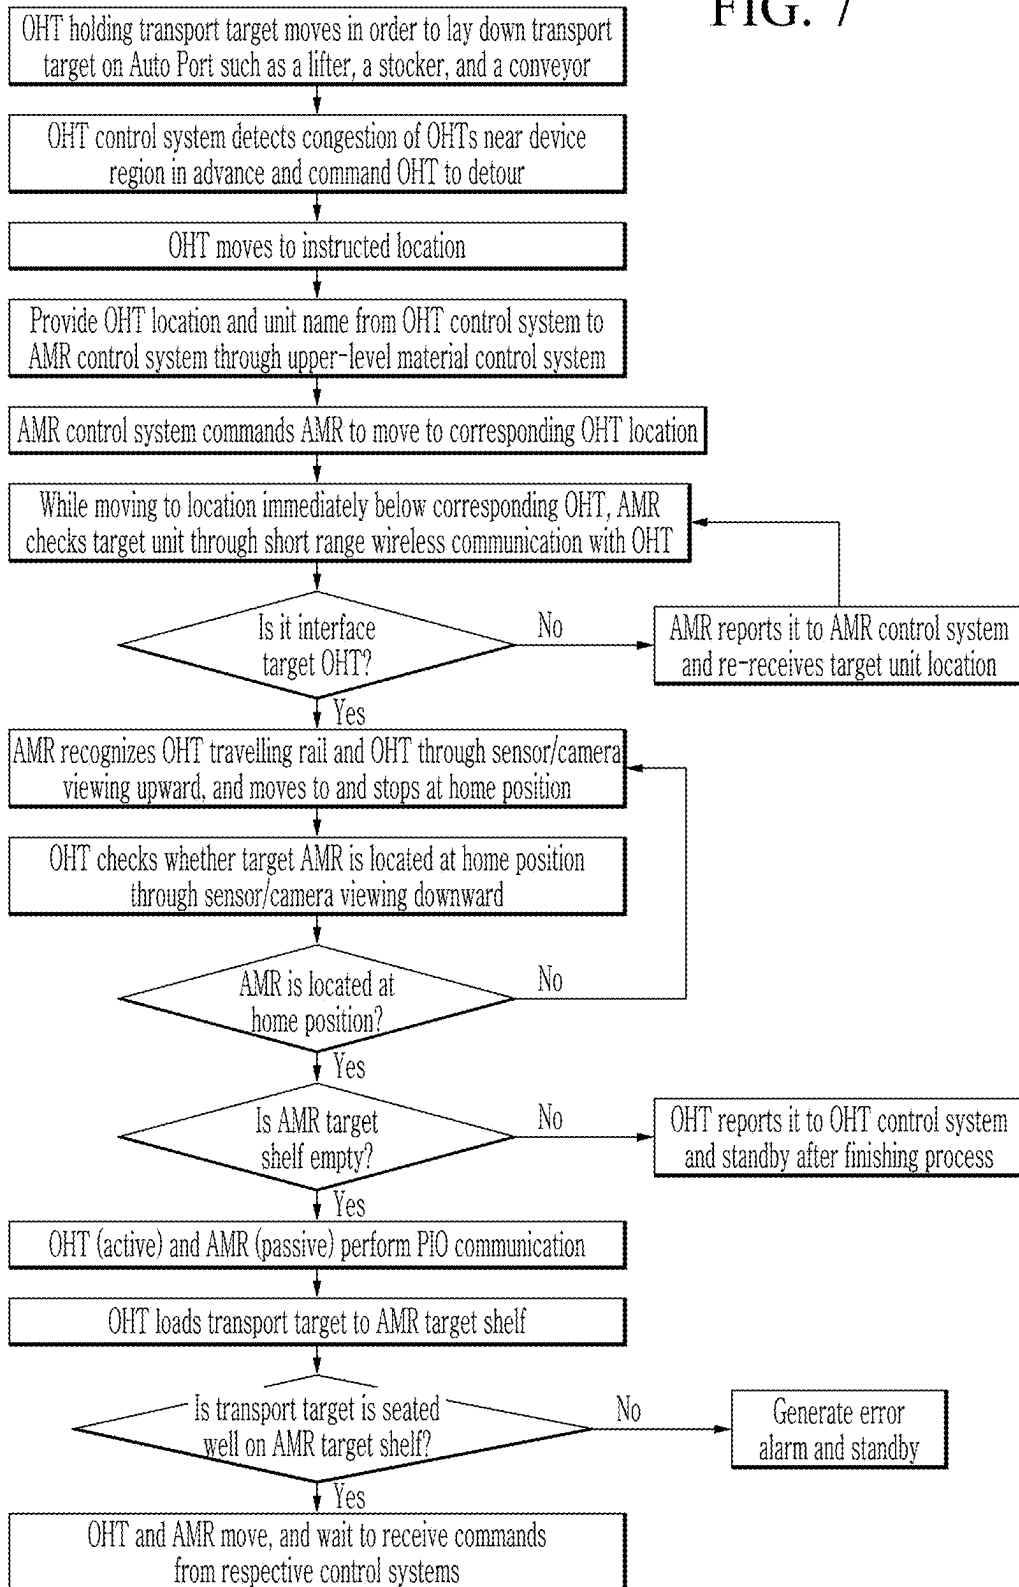 FIG. 7
OHT holding transport target moves in order to lay down transport
target on Auto Port such as a lifter, a stocker, and a conveyor
OHT control system detects congestion of OHTs near device
region in advance and command OHT to detour
OHT moves to instructed location
Provide OHT location and unit name from OHT control system to
AMR control system through upper-level material control system
AMR control system commands AMR to move to corresponding OHT location
While moving to location immediately below corresponding OHT, AMR
checks target unit through short range wireless communication with OHT
Is it interface
target OHT?
No
AMR reports it to AMR control system
and re-receives target unit location
Yes
AMR recognizes OHT travelling rail and OHT through sensor/camera
viewing upward, and moves to and stops at home position
OHT checks whether target AMR is located at home position
through sensor/camera viewing downward
AMR is located at
home position?
No
Yes
Is AMR target
shelf empty?
No
OHT reports it to OHT control system
and standby after finishing process
Yes
OHT (active) and AMR (passive) perform PIO communication
OHT loads transport target to AMR target shelf
Is transport target is seated
well on AMR target shelf?
No
Generate error
alarm and standby
Yes
OHT and AMR move, and wait to receive commands
from respective control systems